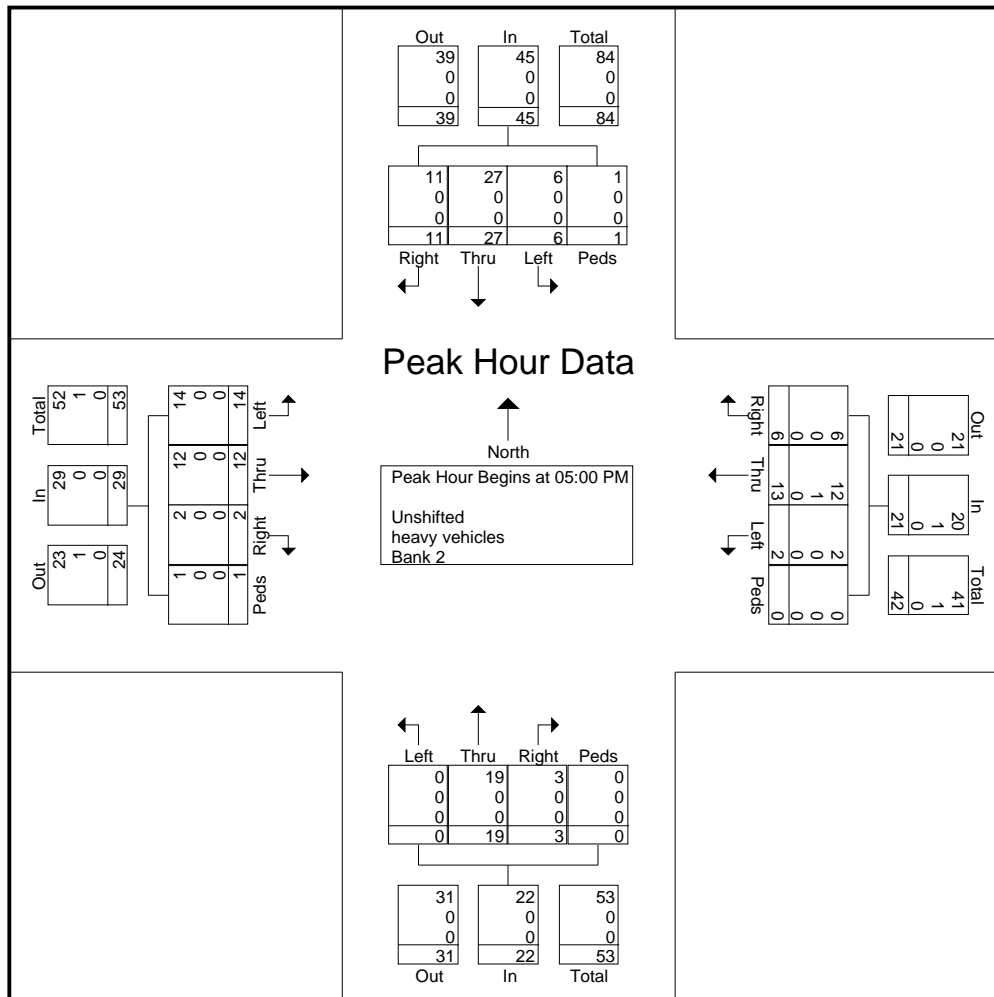 Out In Total
39 45 84
0 0 0
0 0 0
39 45 84
11 27 6 1
0 0 0 0
0 0 0 0
11 27 6 1
Right Thru Left Peds
Peak Hour Data
North
Peak Hour Begins at 05:00 PM
Unshifted
heavy vehicles
Bank 2
Total
52 1 0 53
In
29 0 0 29
Out
23 1 0 24
14 0 0 14
Left
12 0 0 12
Thru
2 0 0 2
Right
1 0 0 1
Peds
Right
6 0 0 6
Thru
13 0 1 12
Left
2 0 0 2
Peds
0 0 0 0
Out
21 0 0 21
In
21 0 1 20
Total
42 0 1 41
Left Thru Right Peds
0 19 3 0
0 0 0 0
0 0 0 0
0 19 3 0
31 22 53
0 0 0
0 0 0
31 22 53
Out In Total